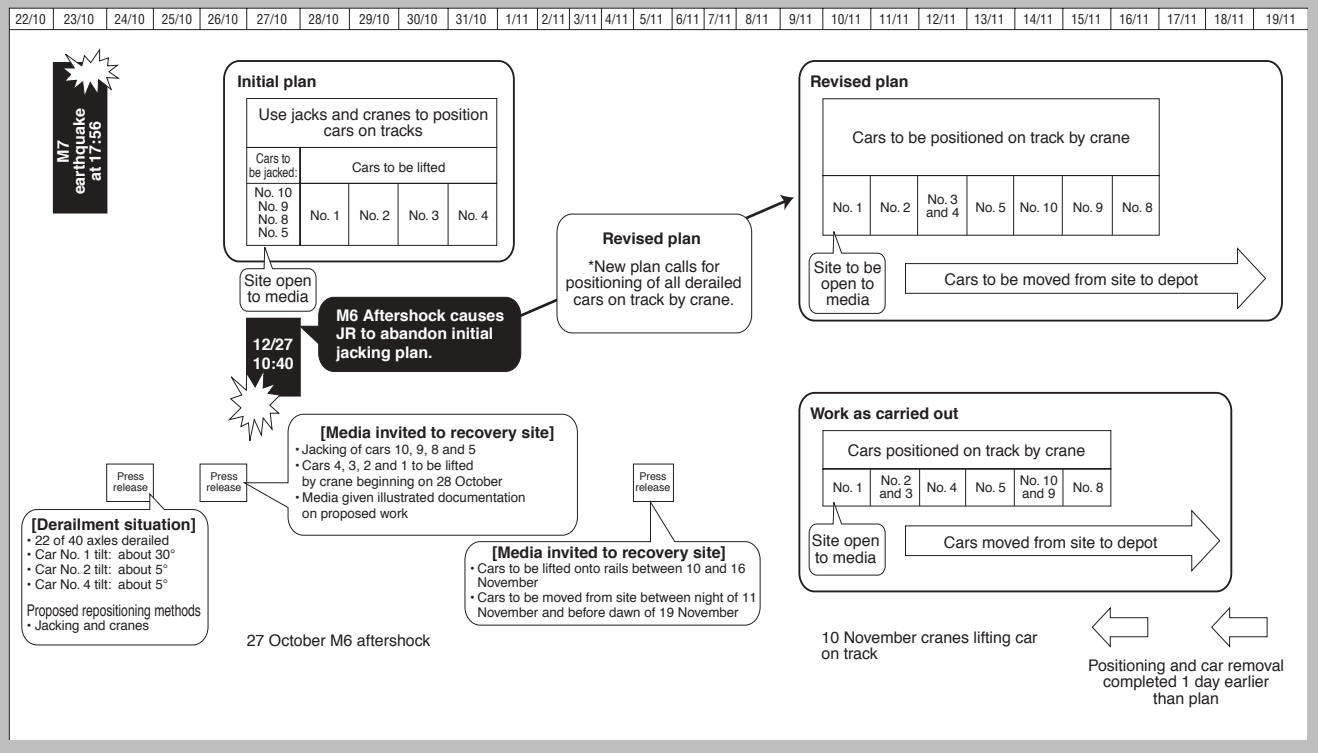 22/10 23/10 24/10 25/10 26/10 27/10 28/10 29/10 30/10 31/10 1/11 2/11 3/11 4/11 5/11 6/11 7/11 8/11 9/11 10/11 11/11 12/11 13/11 14/11 15/11 16/11 17/11 18/11 19/11
M7
earthquake
at 17:56
Initial plan
Use jacks and cranes to position
cars on tracks
Cars to
be jacked:
Cars to be lifted
No. 10
No. 9
No. 8
No. 5
No. 1
No. 2
No. 3
No. 4
Site open
to media
12/27
10:40
M6 Aftershock causes
JR to abandon initial
jacking plan.
Revised plan
*New plan calls for
positioning of all derailed
cars on track by crane.
Revised plan
Cars to be positioned on track by crane
No. 1
No. 2
No. 3
and 4
No. 5
No. 10
No. 9
No. 8
Site to be
open to
media
Cars to be moved from site to depot
Press
release
[Derailment situation]
• 22 of 40 axles derailed
• Car No. 1 tilt: about 30°
• Car No. 2 tilt: about 5°
• Car No. 4 tilt: about 5°
Proposed repositioning methods
• Jacking and cranes
Press
release
[Media invited to recovery site]
• Jacking of cars 10, 9, 8 and 5
• Cars 4, 3, 2 and 1 to be lifted
by crane beginning on 28 October
• Media given illustrated documentation
on proposed work
27 October M6 aftershock
Press
release
[Media invited to recovery site]
• Cars to be lifted onto rails between 10 and 16
November
• Cars to be moved from site between night of 11
November and before dawn of 19 November
Work as carried out
Cars positioned on track by crane
No. 1
No. 2
and 3
No. 4
No. 5
No. 10
and 9
No. 8
Site open
to media
Cars moved from site to depot
10 November cranes lifting car
on track
Positioning and car removal
completed 1 day earlier
than plan